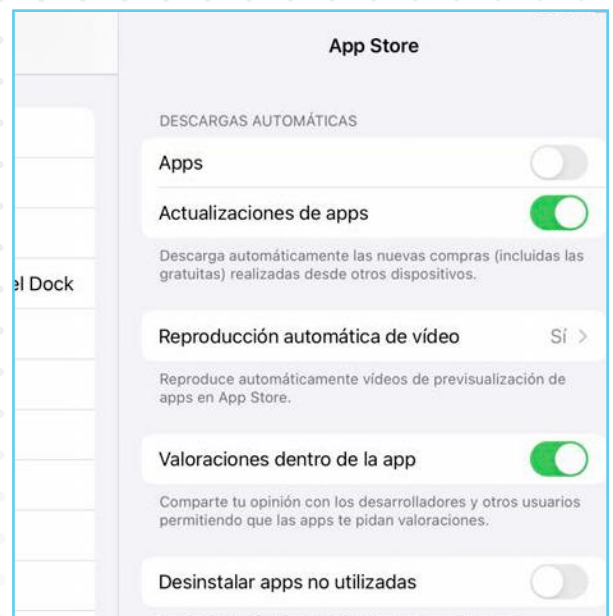 App Store
DESCARGAS AUTOMÁTICAS
Apps
Actualizaciones de apps
Descarga automáticamente las nuevas compras (incluidas las
gratuitas) realizadas desde otros dispositivos.
el Dock
Reproducción automática de vídeo Sí >
Reproduce automáticamente vídeos de previsualización de
apps en App Store.
Valoraciones dentro de la app
Comparte tu opinión con los desarrolladores y otros usuarios
permitiendo que las apps te pidan valoraciones.
Desinstalar apps no utilizadas